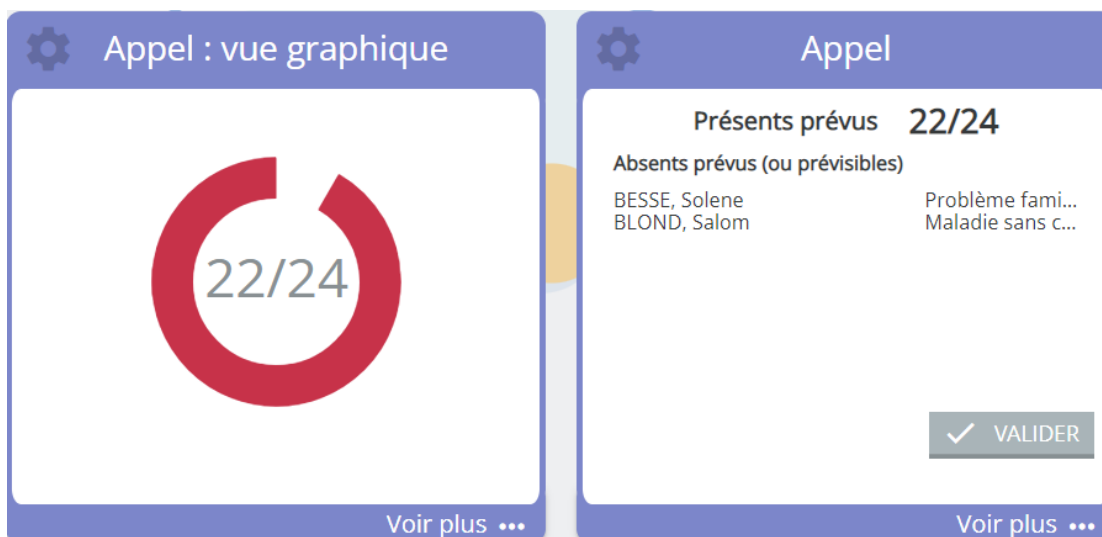 Appel : vue graphique
22/24
Voir plus •••
Appel
Présents prévus 22/24
Absents prévus (ou prévisibles)
BESSE, Solene Problème fami...
BLOND, Salom Maladie sans c...
VALIDER
Voir plus •••